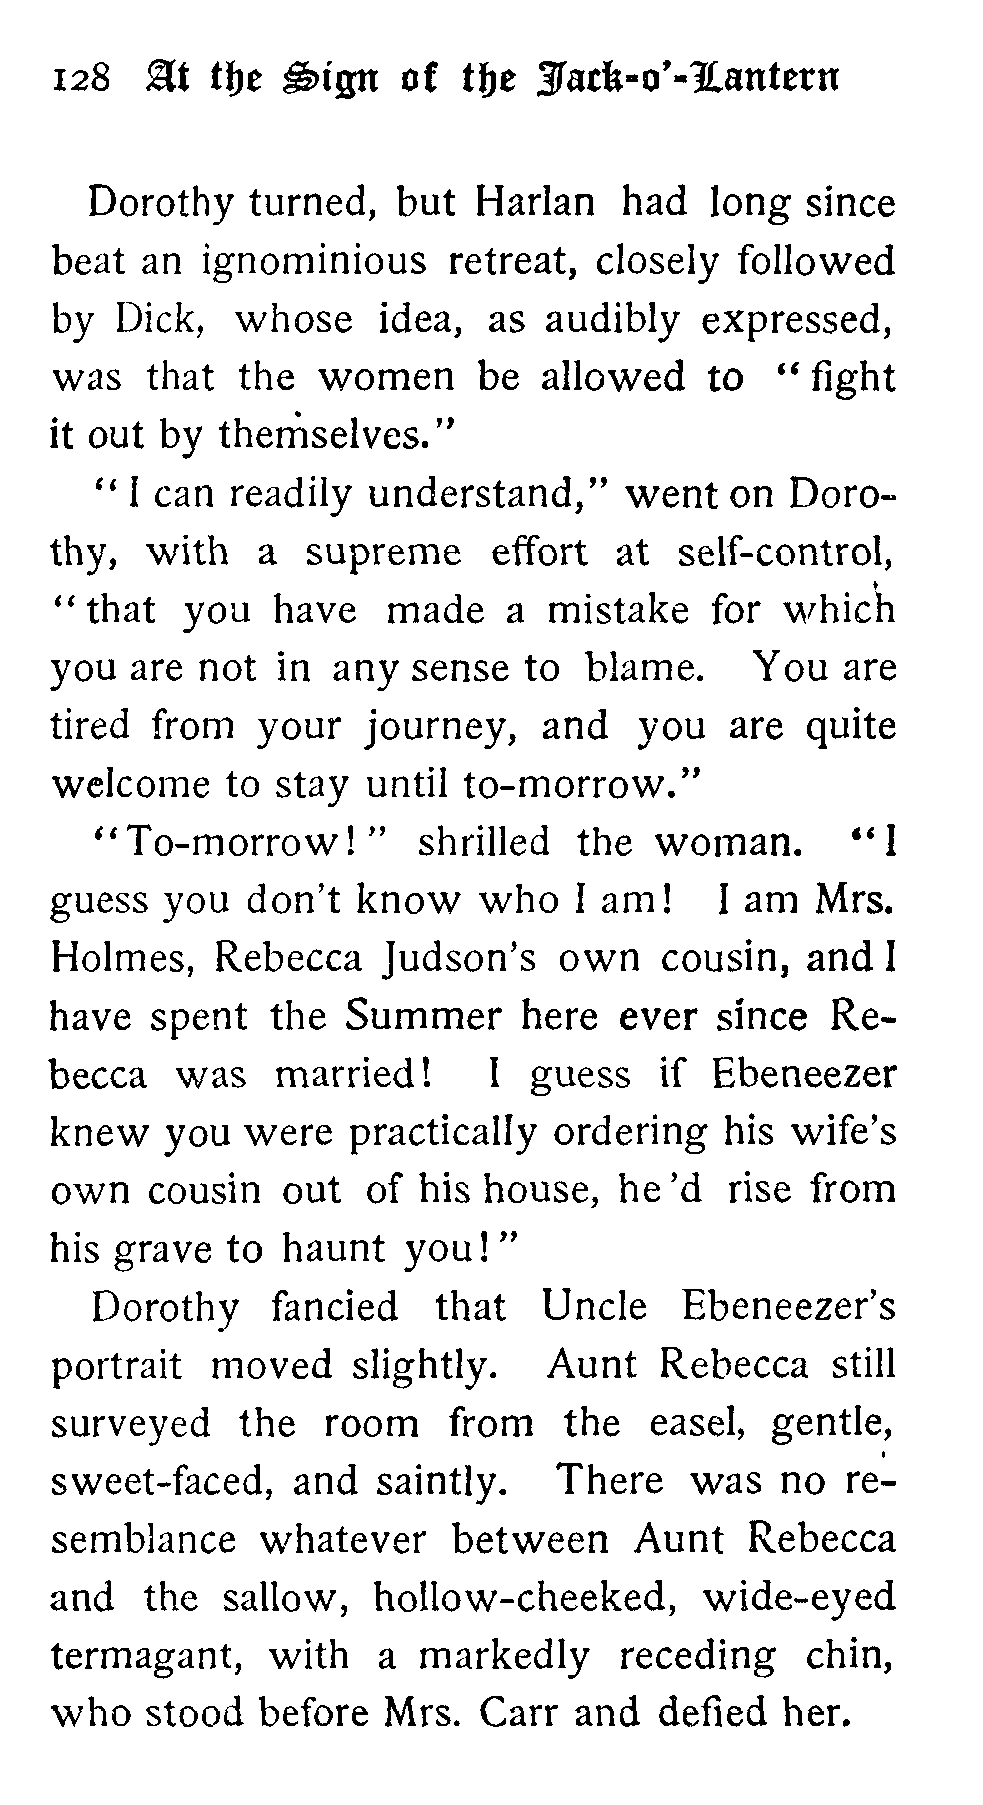 128 At the Sign of the Jack-o'-Lantern
Dorothy turned, but Harlan had long since
beat an ignominious retreat, closely followed
by Dick, whose idea, as audibly expressed,
was that the women be allowed to "fight
it out by themselves."
"I can readily understand," went on Doro-
thy, with a supreme effort at self-control,
"that you have made a mistake for which
you are not in any sense to blame. You are
tired from your journey, and you are quite
welcome to stay until to-morrow."
"To-morrow!" shrilled the woman. "I
guess you don't know who I am! I am Mrs.
Holmes, Rebecca Judson's own cousin, and I
have spent the Summer here ever since Re-
becca was married! I guess if Ebeneezer
knew you were practically ordering his wife's
own cousin out of his house, he'd rise from
his grave to haunt you!"
Dorothy fancied that Uncle Ebeneezer's
portrait moved slightly. Aunt Rebecca still
surveyed the room from the easel, gentle,
sweet-faced, and saintly. There was no re-
semblance whatever between Aunt Rebecca
and the sallow, hollow-cheeked, wide-eyed
termagant, with a markedly receding chin,
who stood before Mrs. Carr and defied her.